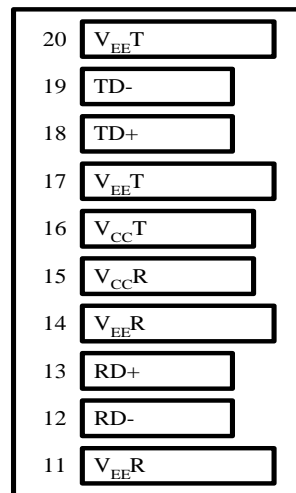 20 VEET
19 TD-
18 TD+
17 VEET
16 VCCT
15 VCCR
14 VEER
13 RD+
12 RD-
11 VEER